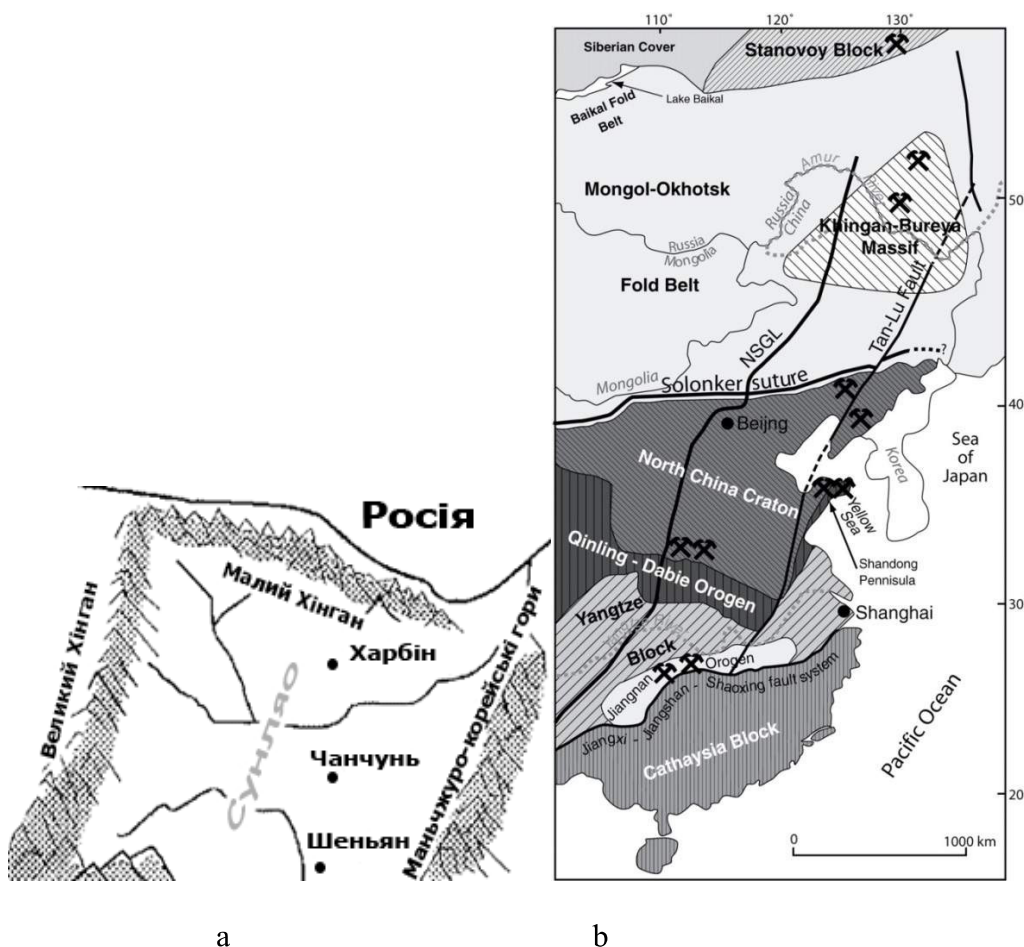 Росія
Малий Хінган
Великий Хінган
Харбін
Сунляо
Чанчунь
Маньчжуро-корейські гори
Шеньян
a
110°
120°
130°
Siberian Cover
Stanovoy Block
Lake Baikal
Baikal Fold
Belt
Amur
River
Mongol-Okhotsk
Russia
China
50
Khingan-Bureya
Massif
Russia
Mongolia
Fold Belt
Tan-Lu Fault
NSGL
?
Mongolia
Solonker suture
40
Beijng
Sea
of
Japan
Korea
North China Craton
Yellow
Sea
Qinling - Dabie Orogen
Shandong
Pennisula
Yangtze
30
Shanghai
Block
Orogen
Jiangnan
Jiangxi - Jiangshan - Shaoxing fault system
Cathaysia Block
Pacific Ocean
20
0
1000 km
b